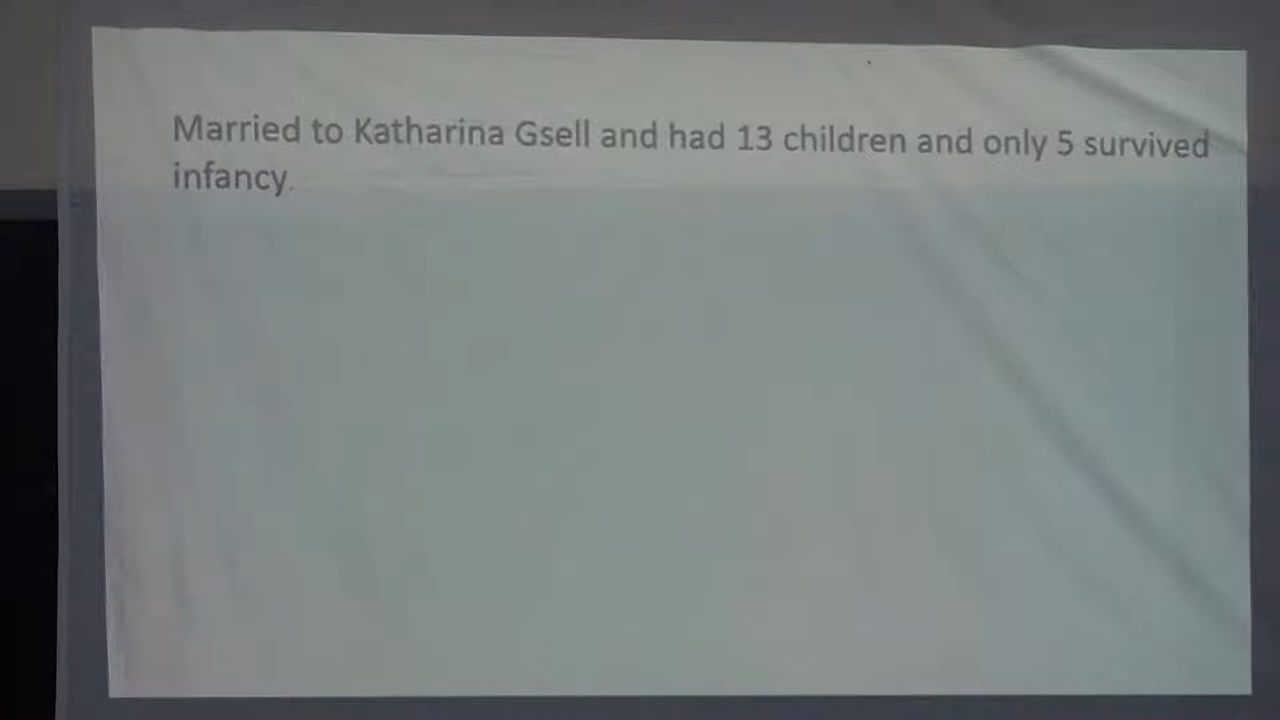 Married to Katharina Gsell and had 13 children and only 5 survived
infancy.